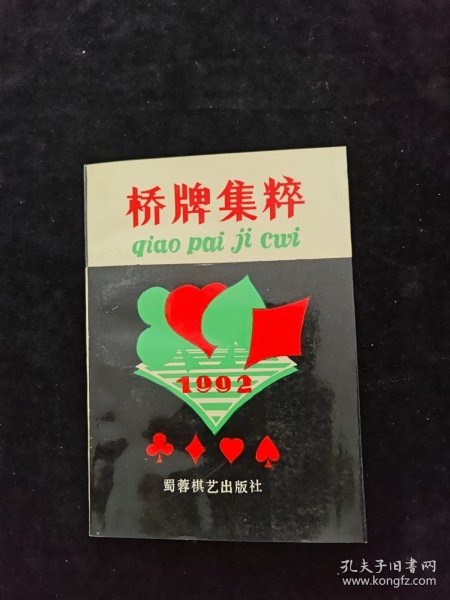 桥牌集粹
qiao pai ji cwi
1992
蜀蓉棋艺出版社
孔夫子旧书网
www.kongfz.com